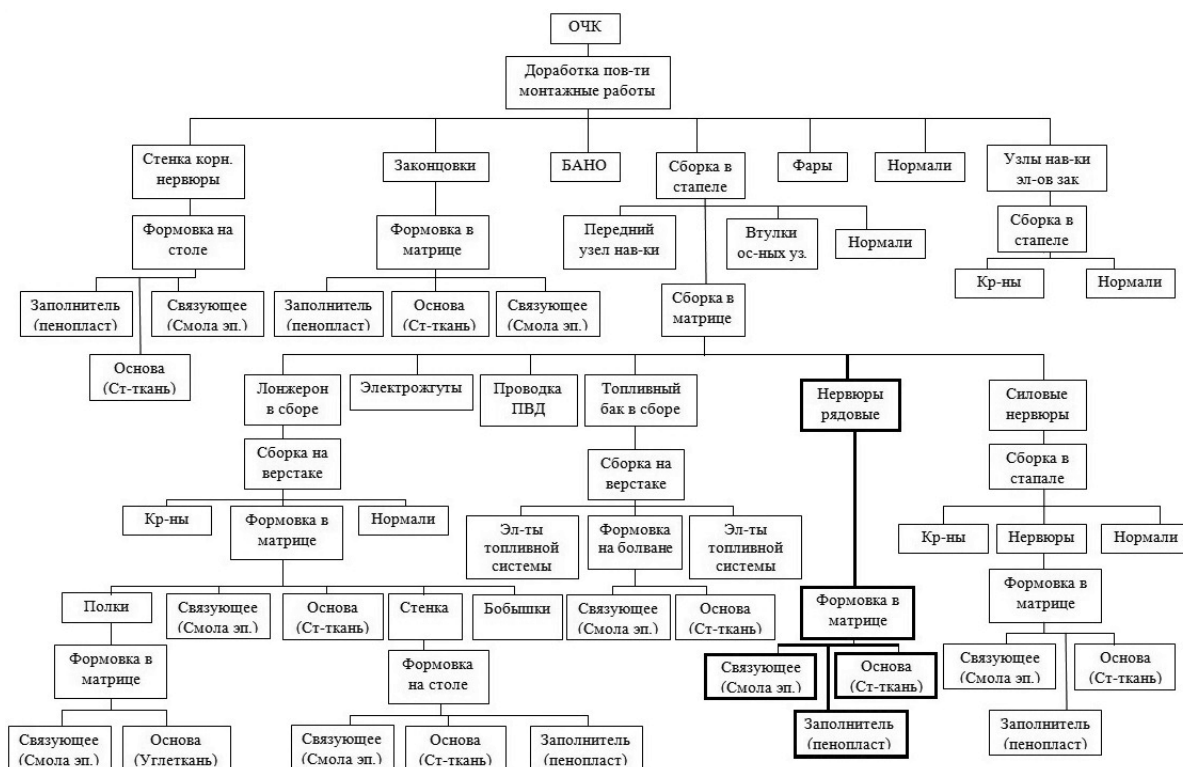 ОЧК
Доработка пов-ти
монтажные работы
Стенка корн.
нервюры
Законцовки
БАНО
Сборка в
стапеле
Фары
Нормали
Узлы нав-ки
эл-ов зак
Формовка на
столе
Формовка в
матрице
Передний
узел нав-ки
Втулки
ос-ных уз.
Нормали
Сборка в
стапеле
Заполнитель
(пенопласт)
Связующее
(Смола эп.)
Основа
(Ст-ткань)
Заполнитель
(пенопласт)
Основа
(Ст-ткань)
Связующее
(Смола эп.)
Сборка в
матрице
Кр-ны
Нормали
Лонжерон
в сборе
Электрожгуты
Проводка
ПВД
Топливный
бак в сборе
Нервюры
рядовые
Силовые
нервюры
Сборка на
верстаке
Сборка на
верстаке
Сборка в
стапале
Кр-ны
Формовка в
матрице
Нормали
Эл-ты
топливной
системы
Формовка
на болване
Эл-ты
топливной
системы
Кр-ны
Нервюры
Нормали
Полки
Связующее
(Смола эп.)
Основа
(Ст-ткань)
Стенка
Бобышки
Связующее
(Смола эп.)
Основа
(Ст-ткань)
Формовка в
матрице
Формовка в
матрице
Формовка в
матрице
Формовка
на столе
Связующее
(Смола эп.)
Основа
(Ст-ткань)
Заполнитель
(пенопласт)
Связующее
(Смола эп.)
Основа
(Ст-ткань)
Заполнитель
(пенопласт)
Связующее
(Смола эп.)
Основа
(Углеткань)
Связующее
(Смола эп.)
Основа
(Ст-ткань)
Заполнитель
(пенопласт)